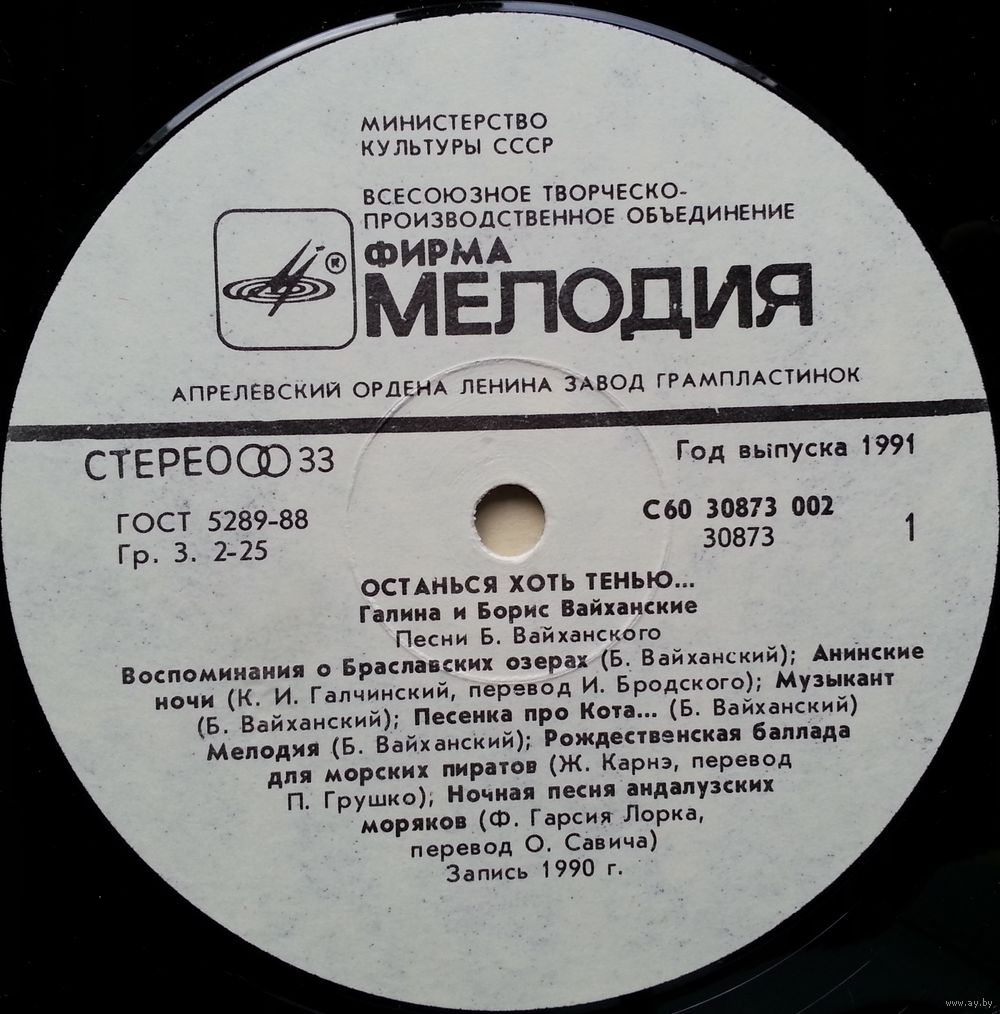 МИНИСТЕРСТВО
КУЛЬТУРЫ СССР
ВСЕСОЮЗНОЕ ТВОРЧЕСКО-
ПРОИЗВОДСТВЕННОЕ ОБЪЕДИНЕНИЕ
ФИРМА
®
МЕЛОДИЯ
АПРЕЛЕВСКИЙ ОРДЕНА ЛЕНИНА ЗАВОД ГРАМПЛАСТИНОК
СТЕРЕО 33
Год выпуска 1991
ГОСТ 5289-88
Гр. 3. 2-25
С60 30873 002
30873
1
ОСТАНЬСЯ ХОТЬ ТЕНЬЮ...
Галина и Борис Вайханские
Песни Б. Вайханского
Воспоминания о Браславских озерах (Б. Вайханский); Анинские
ночи (К. И. Галчинский, перевод И. Бродского); Музыкант
(Б. Вайханский); Песенка про Кота... (Б. Вайханский)
Мелодия (Б. Вайханский); Рождественская баллада
для морских пиратов (Ж. Карнэ, перевод
П. Грушко); Ночная песня андалузских
моряков (Ф. Гарсия Лорка,
перевод О. Савича)
Запись 1990 г.
www.ay.by